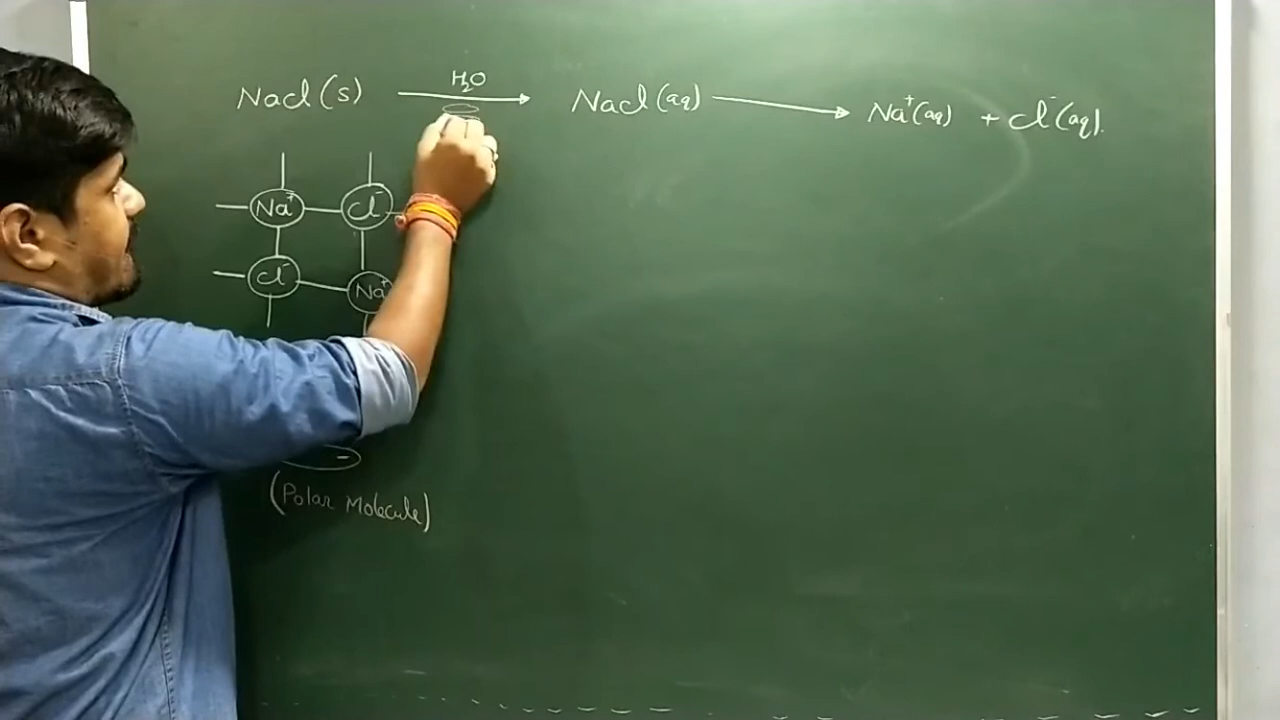 H₂O
NaCl (s) → NaCl (aq) → Na⁺(aq) + Cl⁻(aq).
Na⁺ Cl⁻
Cl⁻ Na⁺
−
(Polar Molecule)